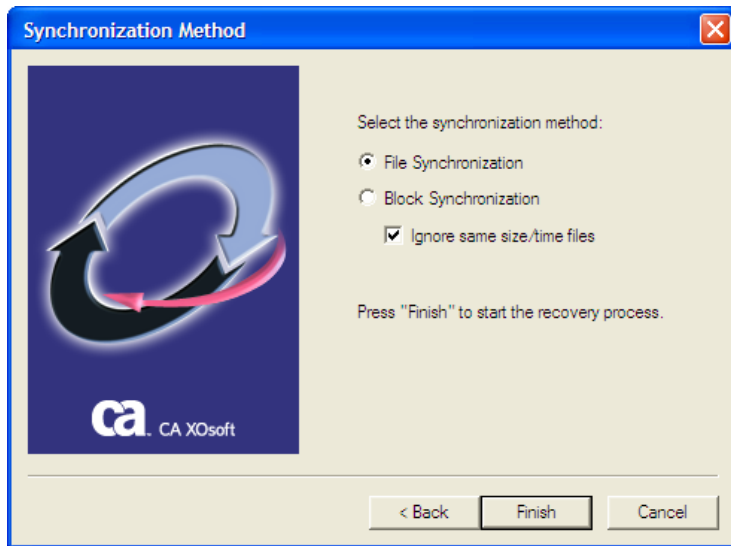 Synchronization Method
Select the synchronization method:
File Synchronization
Block Synchronization
Ignore same size/time files
Press "Finish" to start the recovery process.
ca. CA XOsoft
< Back Finish Cancel